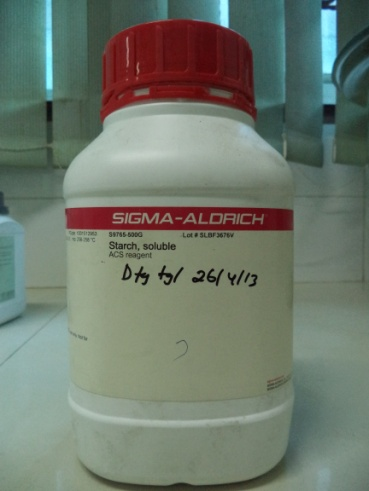 SIGMA-ALDRICH
S9765-500G Lot # SLBF3676V
Starch, soluble
ACS reagent
Dtg tgl 26/4/13